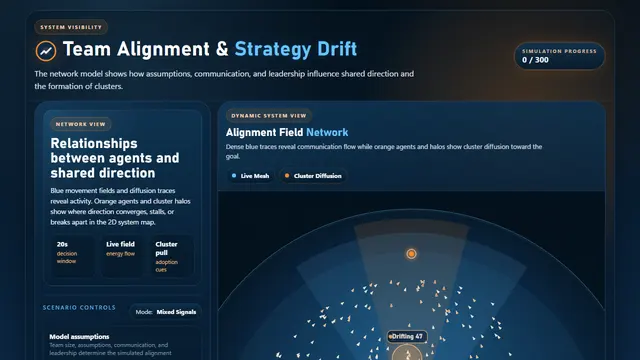 SYSTEM VISIBILITY
Team Alignment & Strategy Drift
The network model shows how assumptions, communication, and leadership influence shared direction and
the formation of clusters.
SIMULATION PROGRESS
0 / 300
NETWORK VIEW
Relationships
between agents and
shared direction
Blue movement fields and diffusion traces
reveal activity. Orange agents and cluster halos
show where direction converges, stalls, or
breaks apart in the 2D system map.
20s
decision
window
Live field
energy flow
Cluster
pull
adoption
cues
SCENARIO CONTROLS
Mode: Mixed Signals
Model assumptions
Team size, assumptions, communication, and
leadership determine the simulated alignment
DYNAMIC SYSTEM VIEW
Alignment Field Network
Dense blue traces reveal communication flow while orange agents and halos show cluster diffusion toward the
goal.
Live Mesh
Cluster Diffusion
Drifting 47